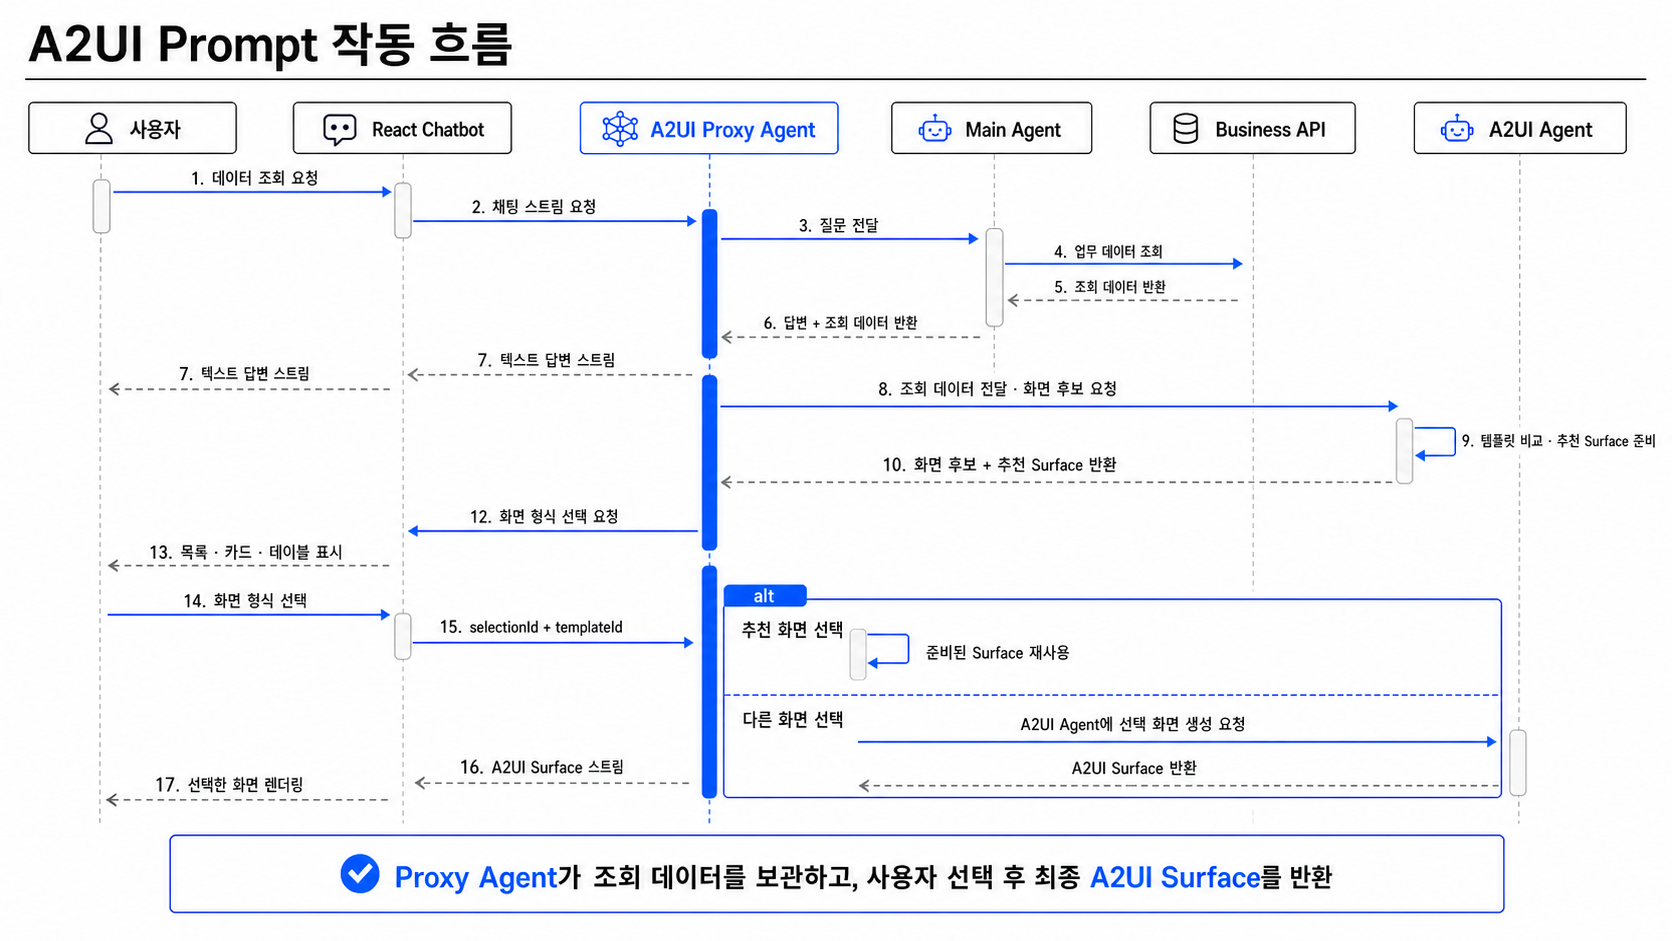 A2UI Prompt 작동 흐름
사용자
React Chatbot
A2UI Proxy Agent
Main Agent
Business API
A2UI Agent
1. 데이터 조회 요청
2. 채팅 스트림 요청
3. 질문 전달
4. 업무 데이터 조회
5. 조회 데이터 반환
6. 답변 + 조회 데이터 반환
7. 텍스트 답변 스트림
7. 텍스트 답변 스트림
8. 조회 데이터 전달 · 화면 후보 요청
9. 템플릿 비교 · 추천 Surface 준비
10. 화면 후보 + 추천 Surface 반환
12. 화면 형식 선택 요청
13. 목록 · 카드 · 데이블 표시
14. 화면 형식 선택
15. selectionId + templateId
alt
추천 화면 선택
준비된 Surface 재사용
다른 화면 선택
A2UI Agent에 선택 화면 생성 요청
A2UI Surface 반환
16. A2UI Surface 스트림
17. 선택한 화면 렌더링
Proxy Agent가 조회 데이터를 보관하고, 사용자 선택 후 최종 A2UI Surface를 반환